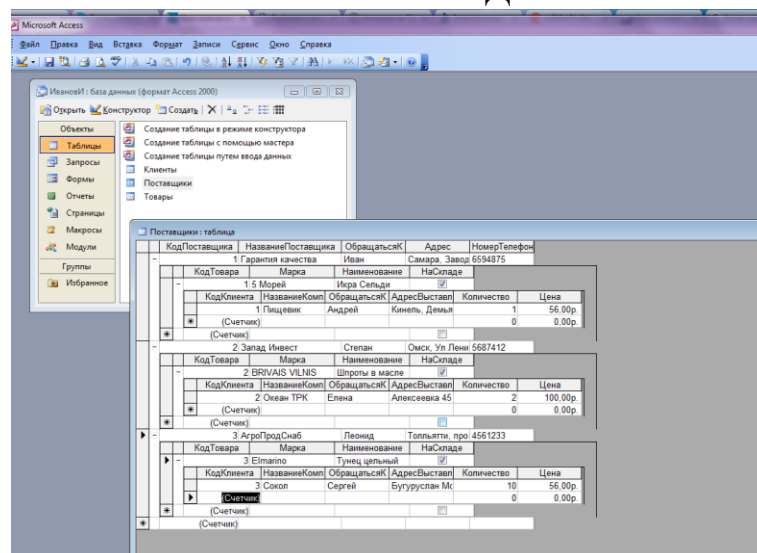 Microsoft Access
Файл Правка Вид Вставка Формат Записи Сервис Окно Справка
ИвановИ : база данных (формат Access 2000)
Открыть Конструктор Создать
Объекты
Таблицы
Запросы
Формы
Отчеты
Страницы
Макросы
Модули
Группы
Избранное
Создание таблицы в режиме конструктора
Создание таблицы с помощью мастера
Создание таблицы путем ввода данных
Клиенты
Поставщики
Товары
Поставщики : таблица
КодПоставщика НазваниеПоставщика ОбращатьсяК Адрес НомерТелефон
1 Гарантия качества Иван Самара, Завод 6594875
КодТовара Марка Наименование НаСкладе
1 5 Морей Икра Сельди
КодКлиента НазваниеКомп ОбращатьсяК АдресВыставл Количество Цена
1 Пищевик Андрей Кинель, Демья 1 56,00р.
(Счетчик) 0 0,00р.
(Счетчик)
2 Запад Инвест Степан Омск, Ул Лени 5687412
КодТовара Марка Наименование НаСкладе
2 BRIVAIS VILNIS Шпроты в масле
КодКлиента НазваниеКомп ОбращатьсяК АдресВыставл Количество Цена
2 Океан ТРК Елена Алексеевка 45 2 100,00р.
(Счетчик) 0 0,00р.
(Счетчик)
3 АгроПродСнаб Леонид Толпьятти, про 4561233
КодТовара Марка Наименование НаСкладе
3 Elmarino Тунец цельный
КодКлиента НазваниеКомп ОбращатьсяК АдресВыставл Количество Цена
3 Сокол Сергей Бугуруслан Мс 10 56,00р.
(Счетчик) 0 0,00р.
(Счетчик)
(Счетчик)